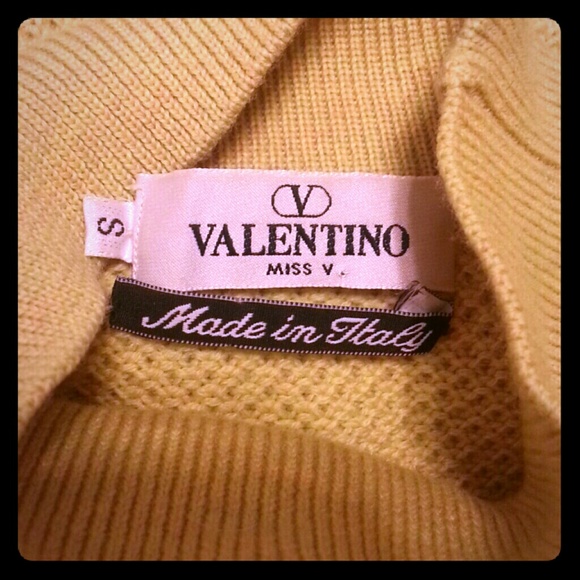 S
V
VALENTINO
MISS V.
Made in Italy